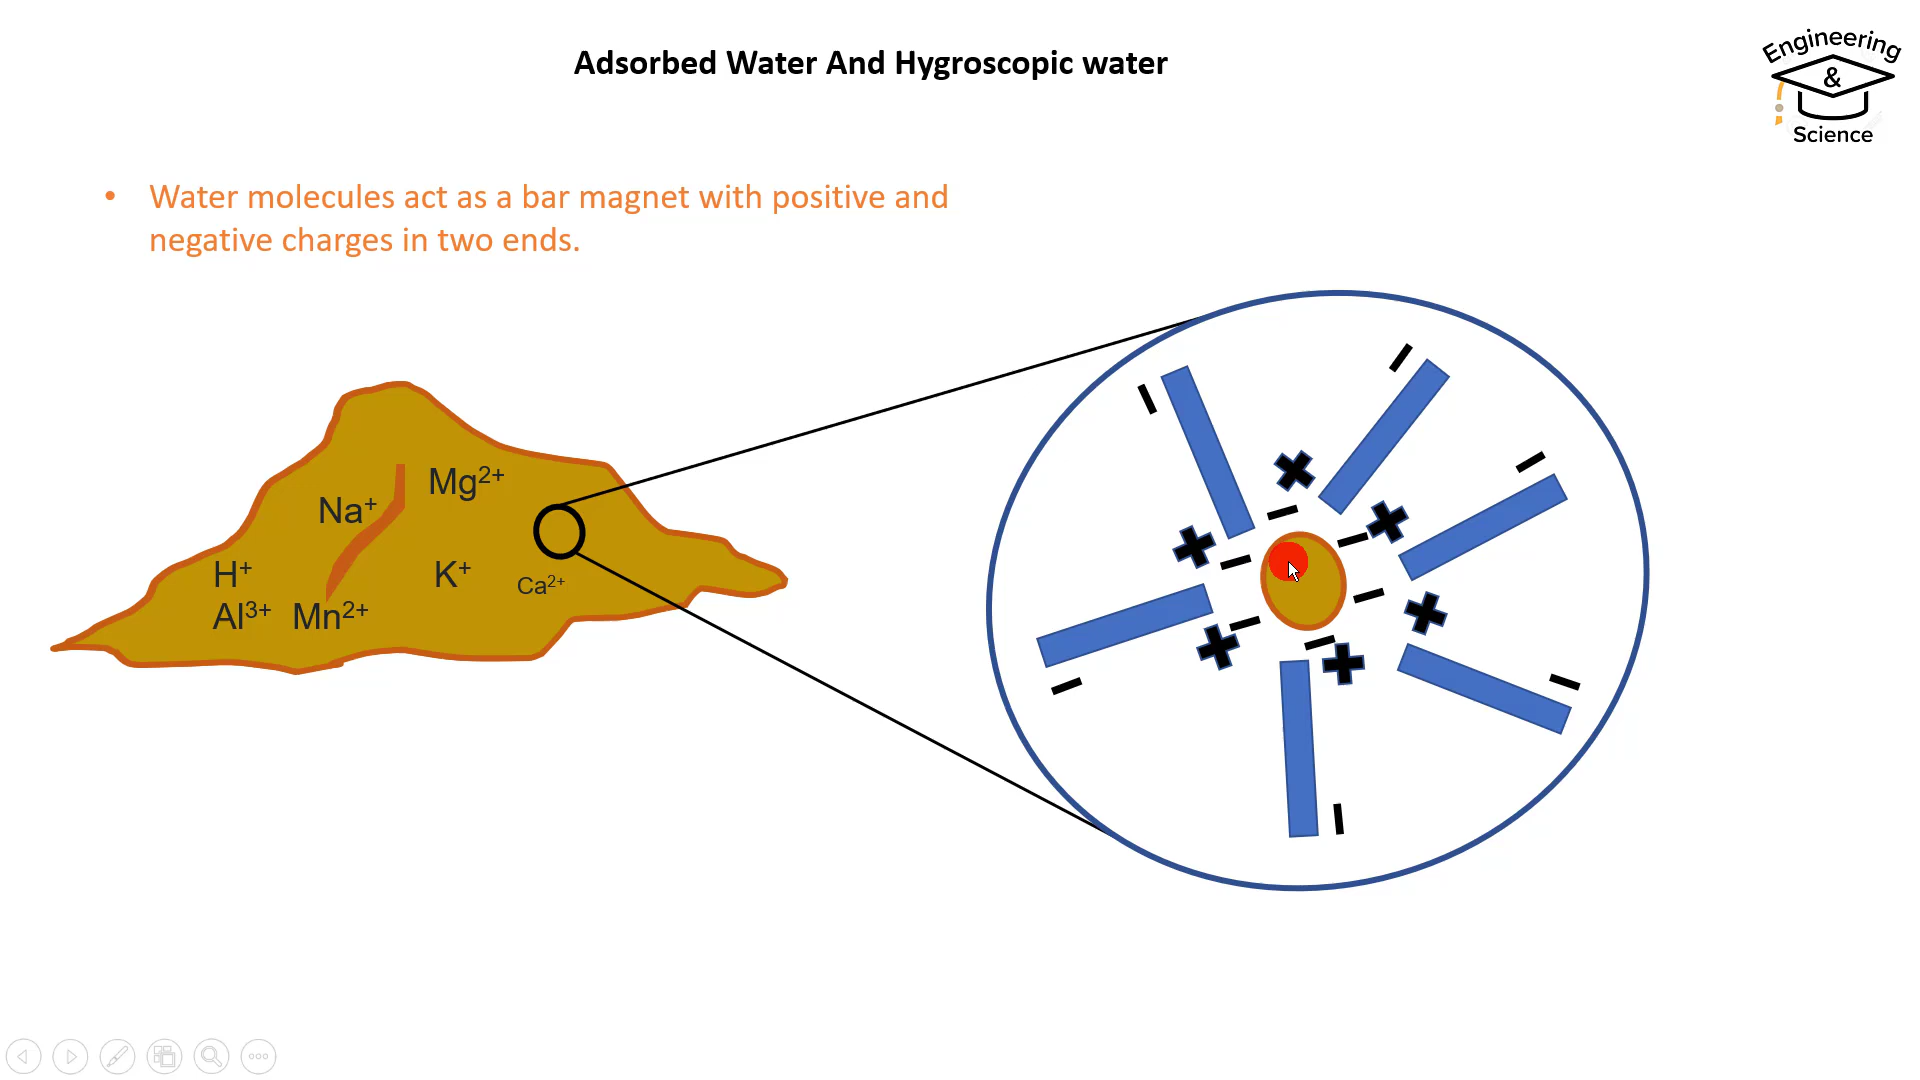 Adsorbed Water And Hygroscopic water
Engineering
&
Science
• Water molecules act as a bar magnet with positive and
negative charges in two ends.
Mg²⁺
Na⁺
H⁺
K⁺
Ca²⁺
Al³⁺
Mn²⁺